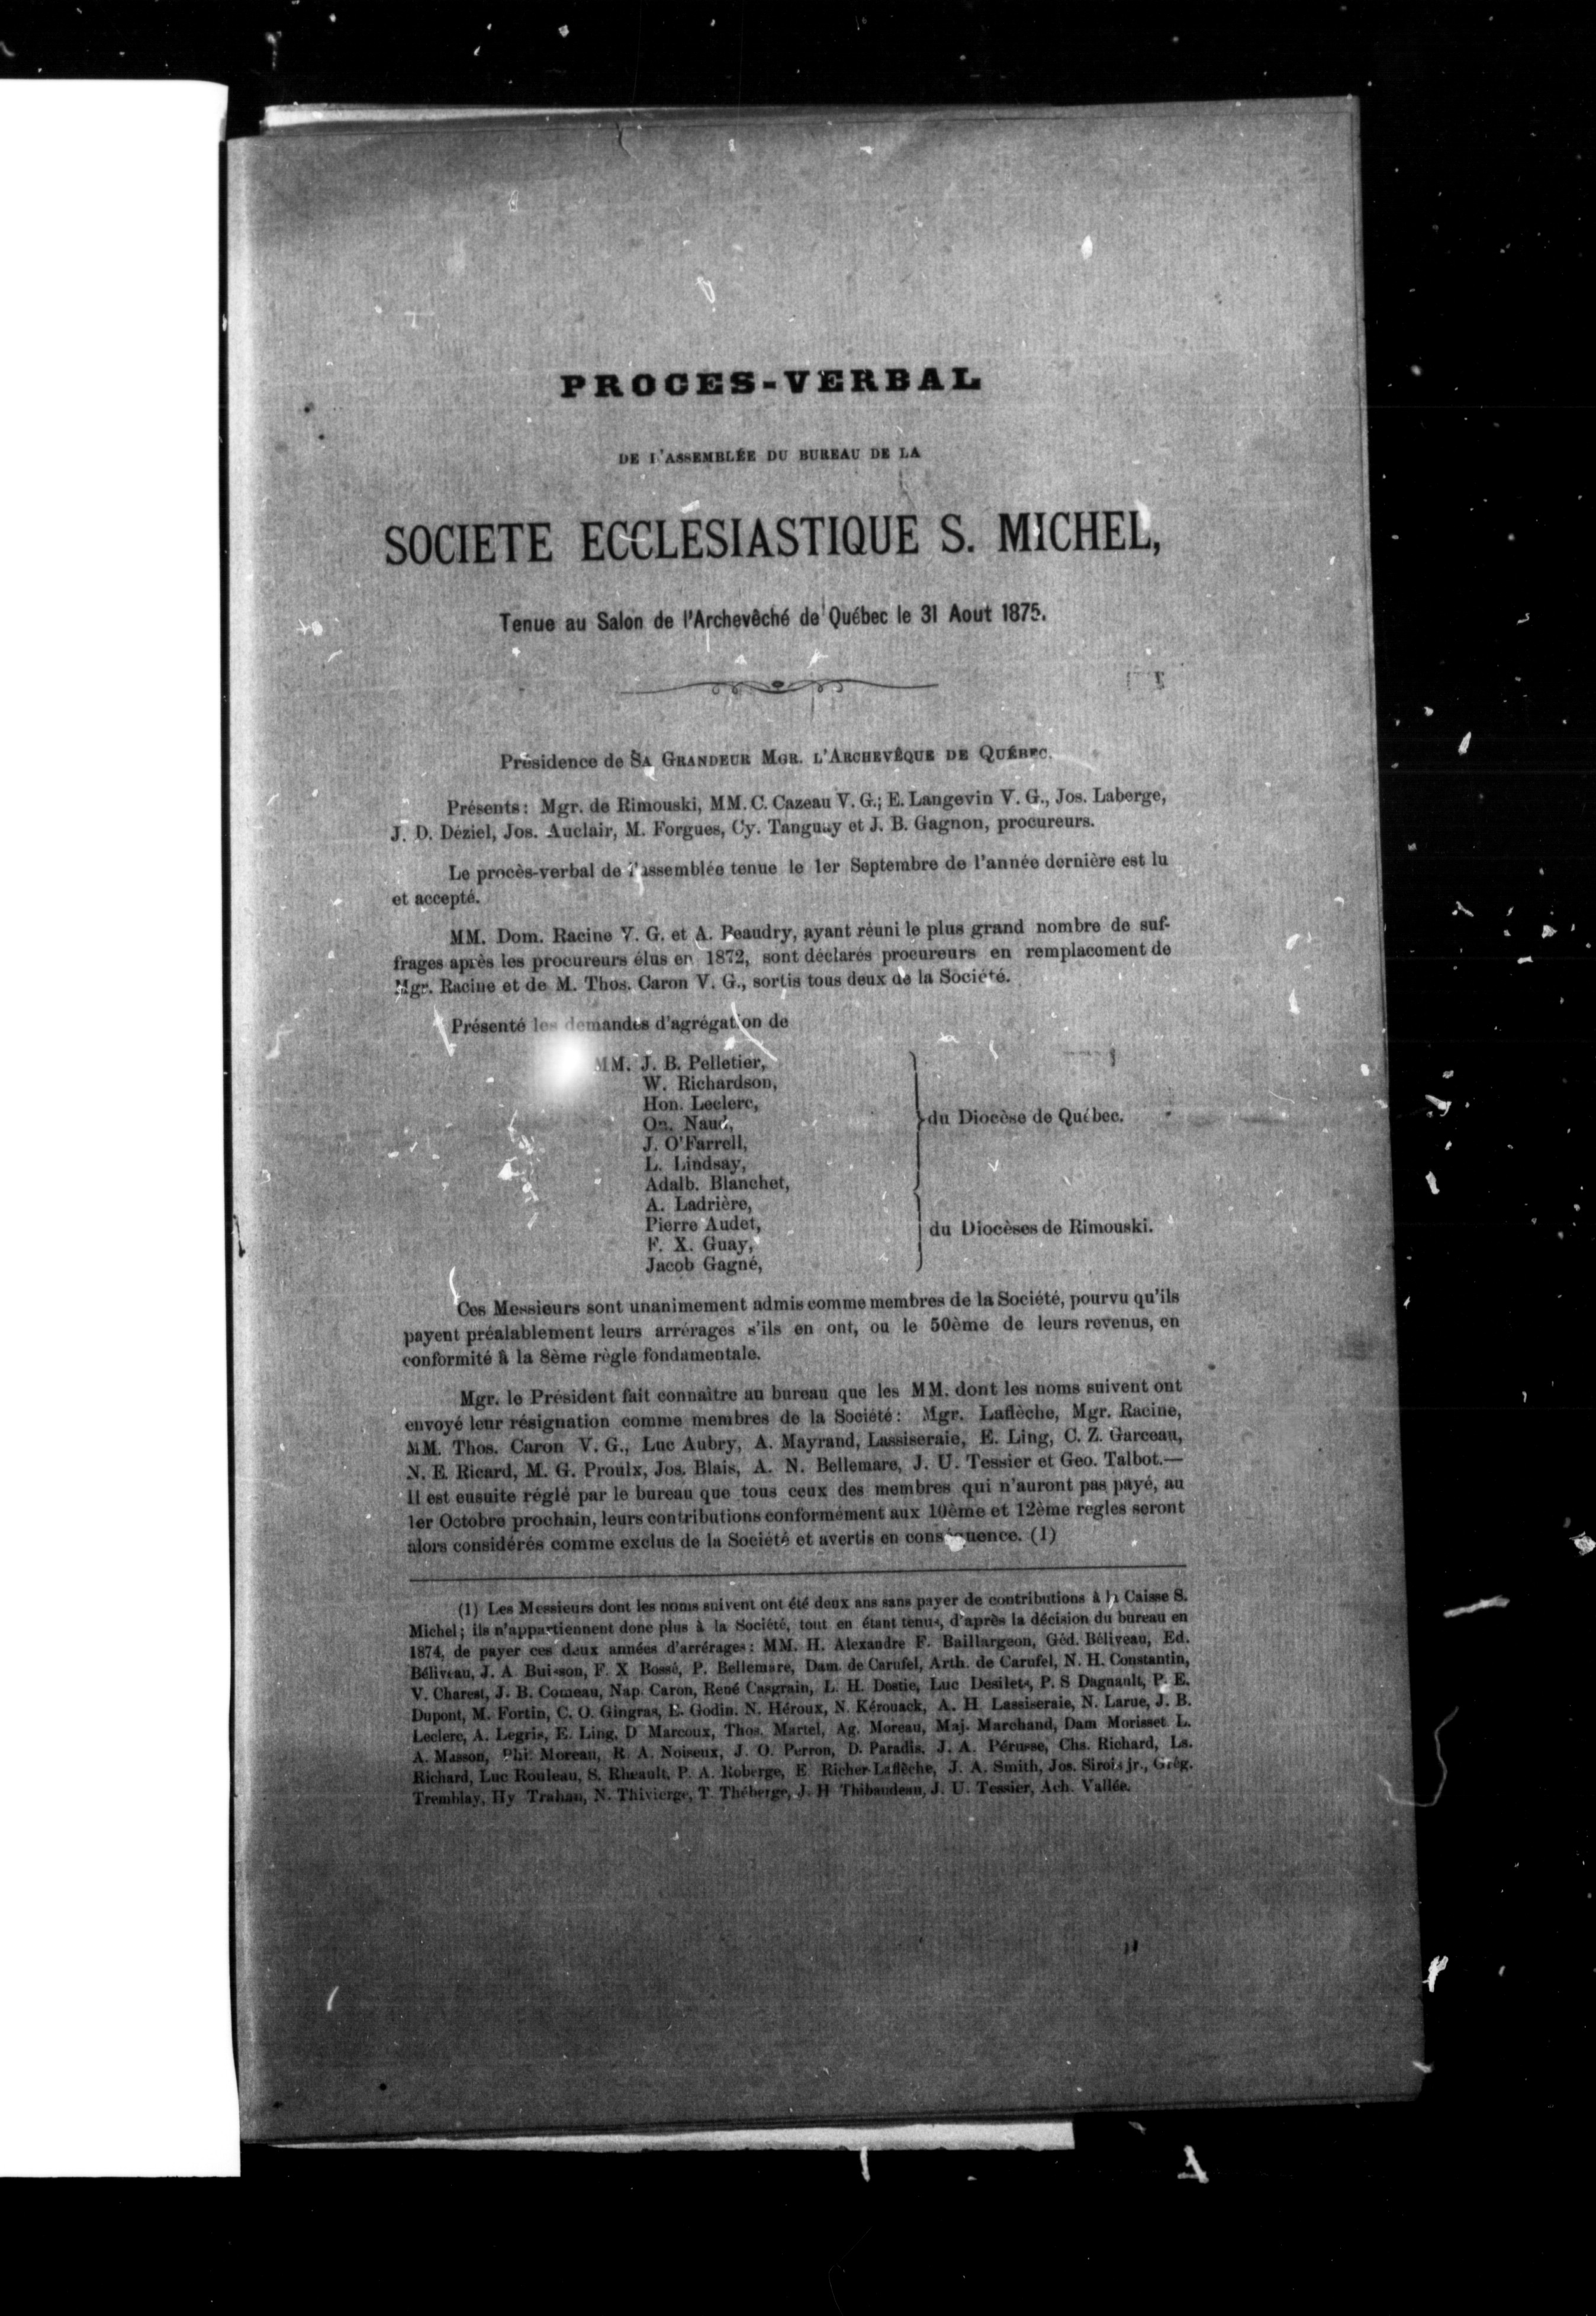 PROCES-VERBAL
DE L'ASSEMBLÉE DU BUREAU DE LA
SOCIETE ECCLESIASTIQUE S. MICHEL,
Tenue au Salon de l'Archevêché de Québec le 31 Aout 1875.
Présidence de SA GRANDEUR MGR. L'ARCHEVÊQUE DE QUÉBEC.
Présents: Mgr. de Rimouski, MM. C. Cazeau V. G.; E. Langevin V. G., Jos. Laberge,
J. D. Déziel, Jos. Auclair, M. Forgues, Cy. Tanguay et J. B. Gagnon, procureurs.
Le procès-verbal de l'assemblée tenue le 1er Septembre de l'année dernière est lu
et accepté.
MM. Dom. Racine V. G. et A. Beaudry, ayant réuni le plus grand nombre de suf-
frages après les procureurs élus en 1872, sont déclarés procureurs en remplacement de
Mgr. Racine et de M. Thos. Caron V. G., sortis tous deux de la Société.
Présenté les demandes d'agrégation de
MM. J. B. Pelletier,
W. Richardson,
Hon. Leclerc,
On. Naud,
J. O'Farrell,
L. Lindsay,
du Diocèse de Québec.
Adalb. Blanchet,
A. Ladrière,
Pierre Audet,
F. X. Guay,
Jacob Gagné,
du Diocèses de Rimouski.
Ces Messieurs sont unanimement admis comme membres de la Société, pourvu qu'ils
payent préalablement leurs arrérages s'ils en ont, ou le 50ème de leurs revenus, en
conformité à la 8ème règle fondamentale.
Mgr. le Président fait connaître au bureau que les MM. dont les noms suivent ont
envoyé leur résignation comme membres de la Société: Mgr. Laflèche, Mgr. Racine,
MM. Thos. Caron V. G., Luc Aubry, A. Mayrand, Lassiseraie, E. Ling, C. Z. Garceau,
N. E. Ricard, M. G. Proulx, Jos. Blais, A. N. Bellemare, J. U. Tessier et Geo. Talbot.—
Il est ensuite réglé par le bureau que tous ceux des membres qui n'auront pas payé, au
1er Octobre prochain, leurs contributions conformément aux 10ème et 12ème regles seront
alors considérés comme exclus de la Société et avertis en conséquence. (1)
(1) Les Messieurs dont les noms suivent ont été deux ans sans payer de contributions à la Caisse S.
Michel; ils n'appartiennent donc plus à la Société, tout en étant tenus, d'après la décision du bureau en
1874, de payer ces deux années d'arrérages: MM. H. Alexandre F. Baillargeon, Géd. Béliveau, Ed.
Béliveau, J. A. Buisson, F. X Bossé, P. Bellemare, Dam. de Carufel, Arth. de Carufel, N. H. Constantin,
V. Charest, J. B. Comeau, Nap. Caron, René Casgrain, L. H. Dostie, Luc Desilets, P. S Dagnault, P. E.
Dupont, M. Fortin, C. O. Gingras, E. Godin. N. Héroux, N. Kérouack, A. H. Lassiseraie, N. Larue, J. B.
Leclerc, A. Legris, E. Ling, D Marcoux, Thos. Martel, Ag. Moreau, Maj. Marchand, Dam Morisset L.
A. Masson, Phi: Moreau, R. A. Noiseux, J. O. Perron, D. Paradis, J. A. Pérusse, Chs. Richard, Ls.
Richard, Luc Rouleau, S. Rheault, P. A. Roberge, E. Richer-Laflèche, J. A. Smith, Jos. Sirois jr., Grég.
Tremblay, Hy Trahan, N. Thivierge, T. Théberge, J. H Thibaudeau, J. U. Tessier, Ach. Vallée.